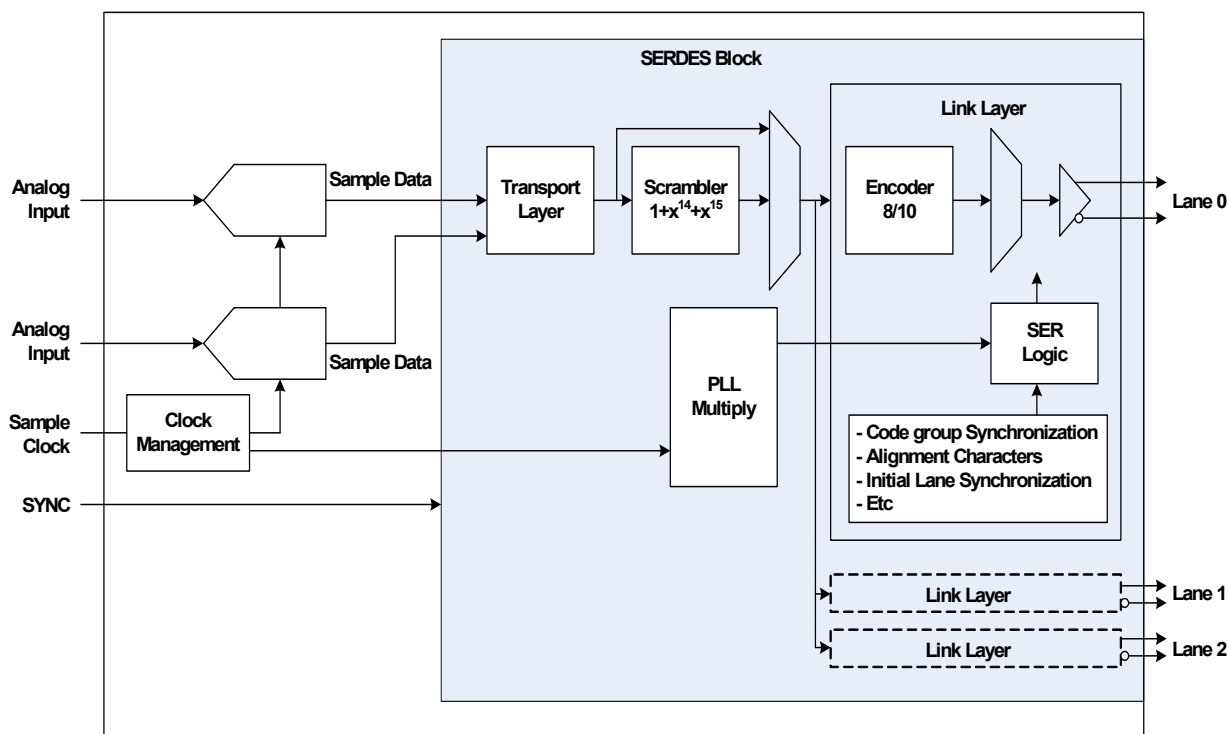 SERDES Block
Link Layer
Analog
Input
Sample Data
Transport
Layer
Scrambler
1+x¹⁴+x¹⁵
Encoder
8/10
Lane 0
Analog
Input
Sample Data
PLL
Multiply
SER
Logic
Sample
Clock
Clock
Management
- Code group Synchronization
- Alignment Characters
- Initial Lane Synchronization
- Etc
SYNC
Link Layer
Lane 1
Link Layer
Lane 2